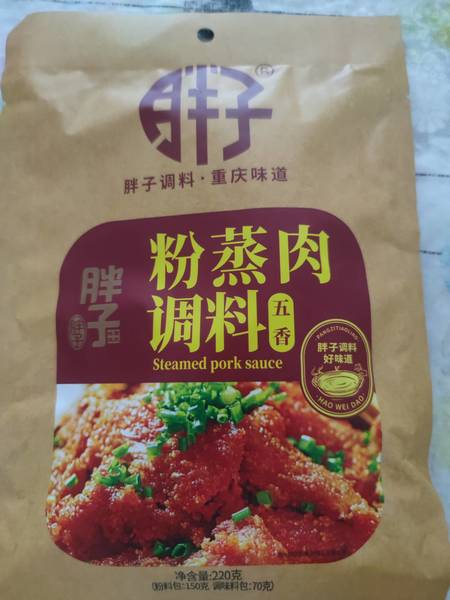 胖子
®
胖子调料·重庆味道
胖子
粉蒸肉
调料
五香
Steamed pork sauce
PANGZITIAOLIAO
胖子调料
好味道
HAO WEI DAO
净含量:220克
(粉料包:150克 调味料包:70克)